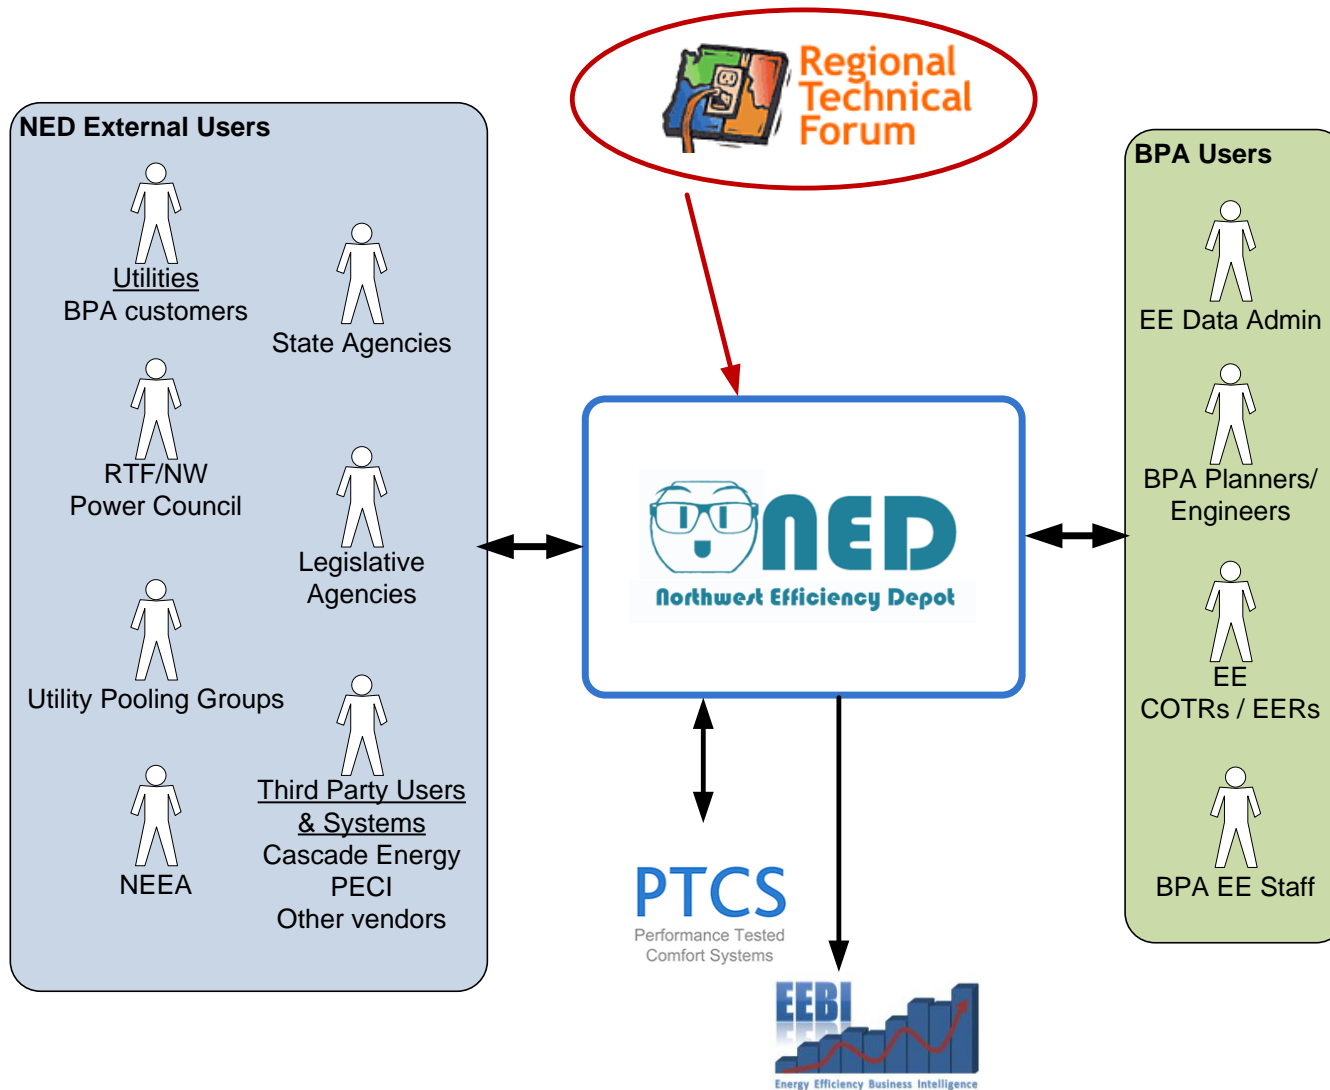 Regional
Technical
Forum
NED External Users
Utilities
BPA customers
State Agencies
RTF/NW
Power Council
Legislative
Agencies
Utility Pooling Groups
Third Party Users
& Systems
Cascade Energy
PECI
Other vendors
NEEA
NED
Northwest Efficiency Depot
PTCS
Performance Tested
Comfort Systems
EEBI
Energy Efficiency Business Intelligence
BPA Users
EE Data Admin
BPA Planners/
Engineers
EE
COTRs / EERs
BPA EE Staff